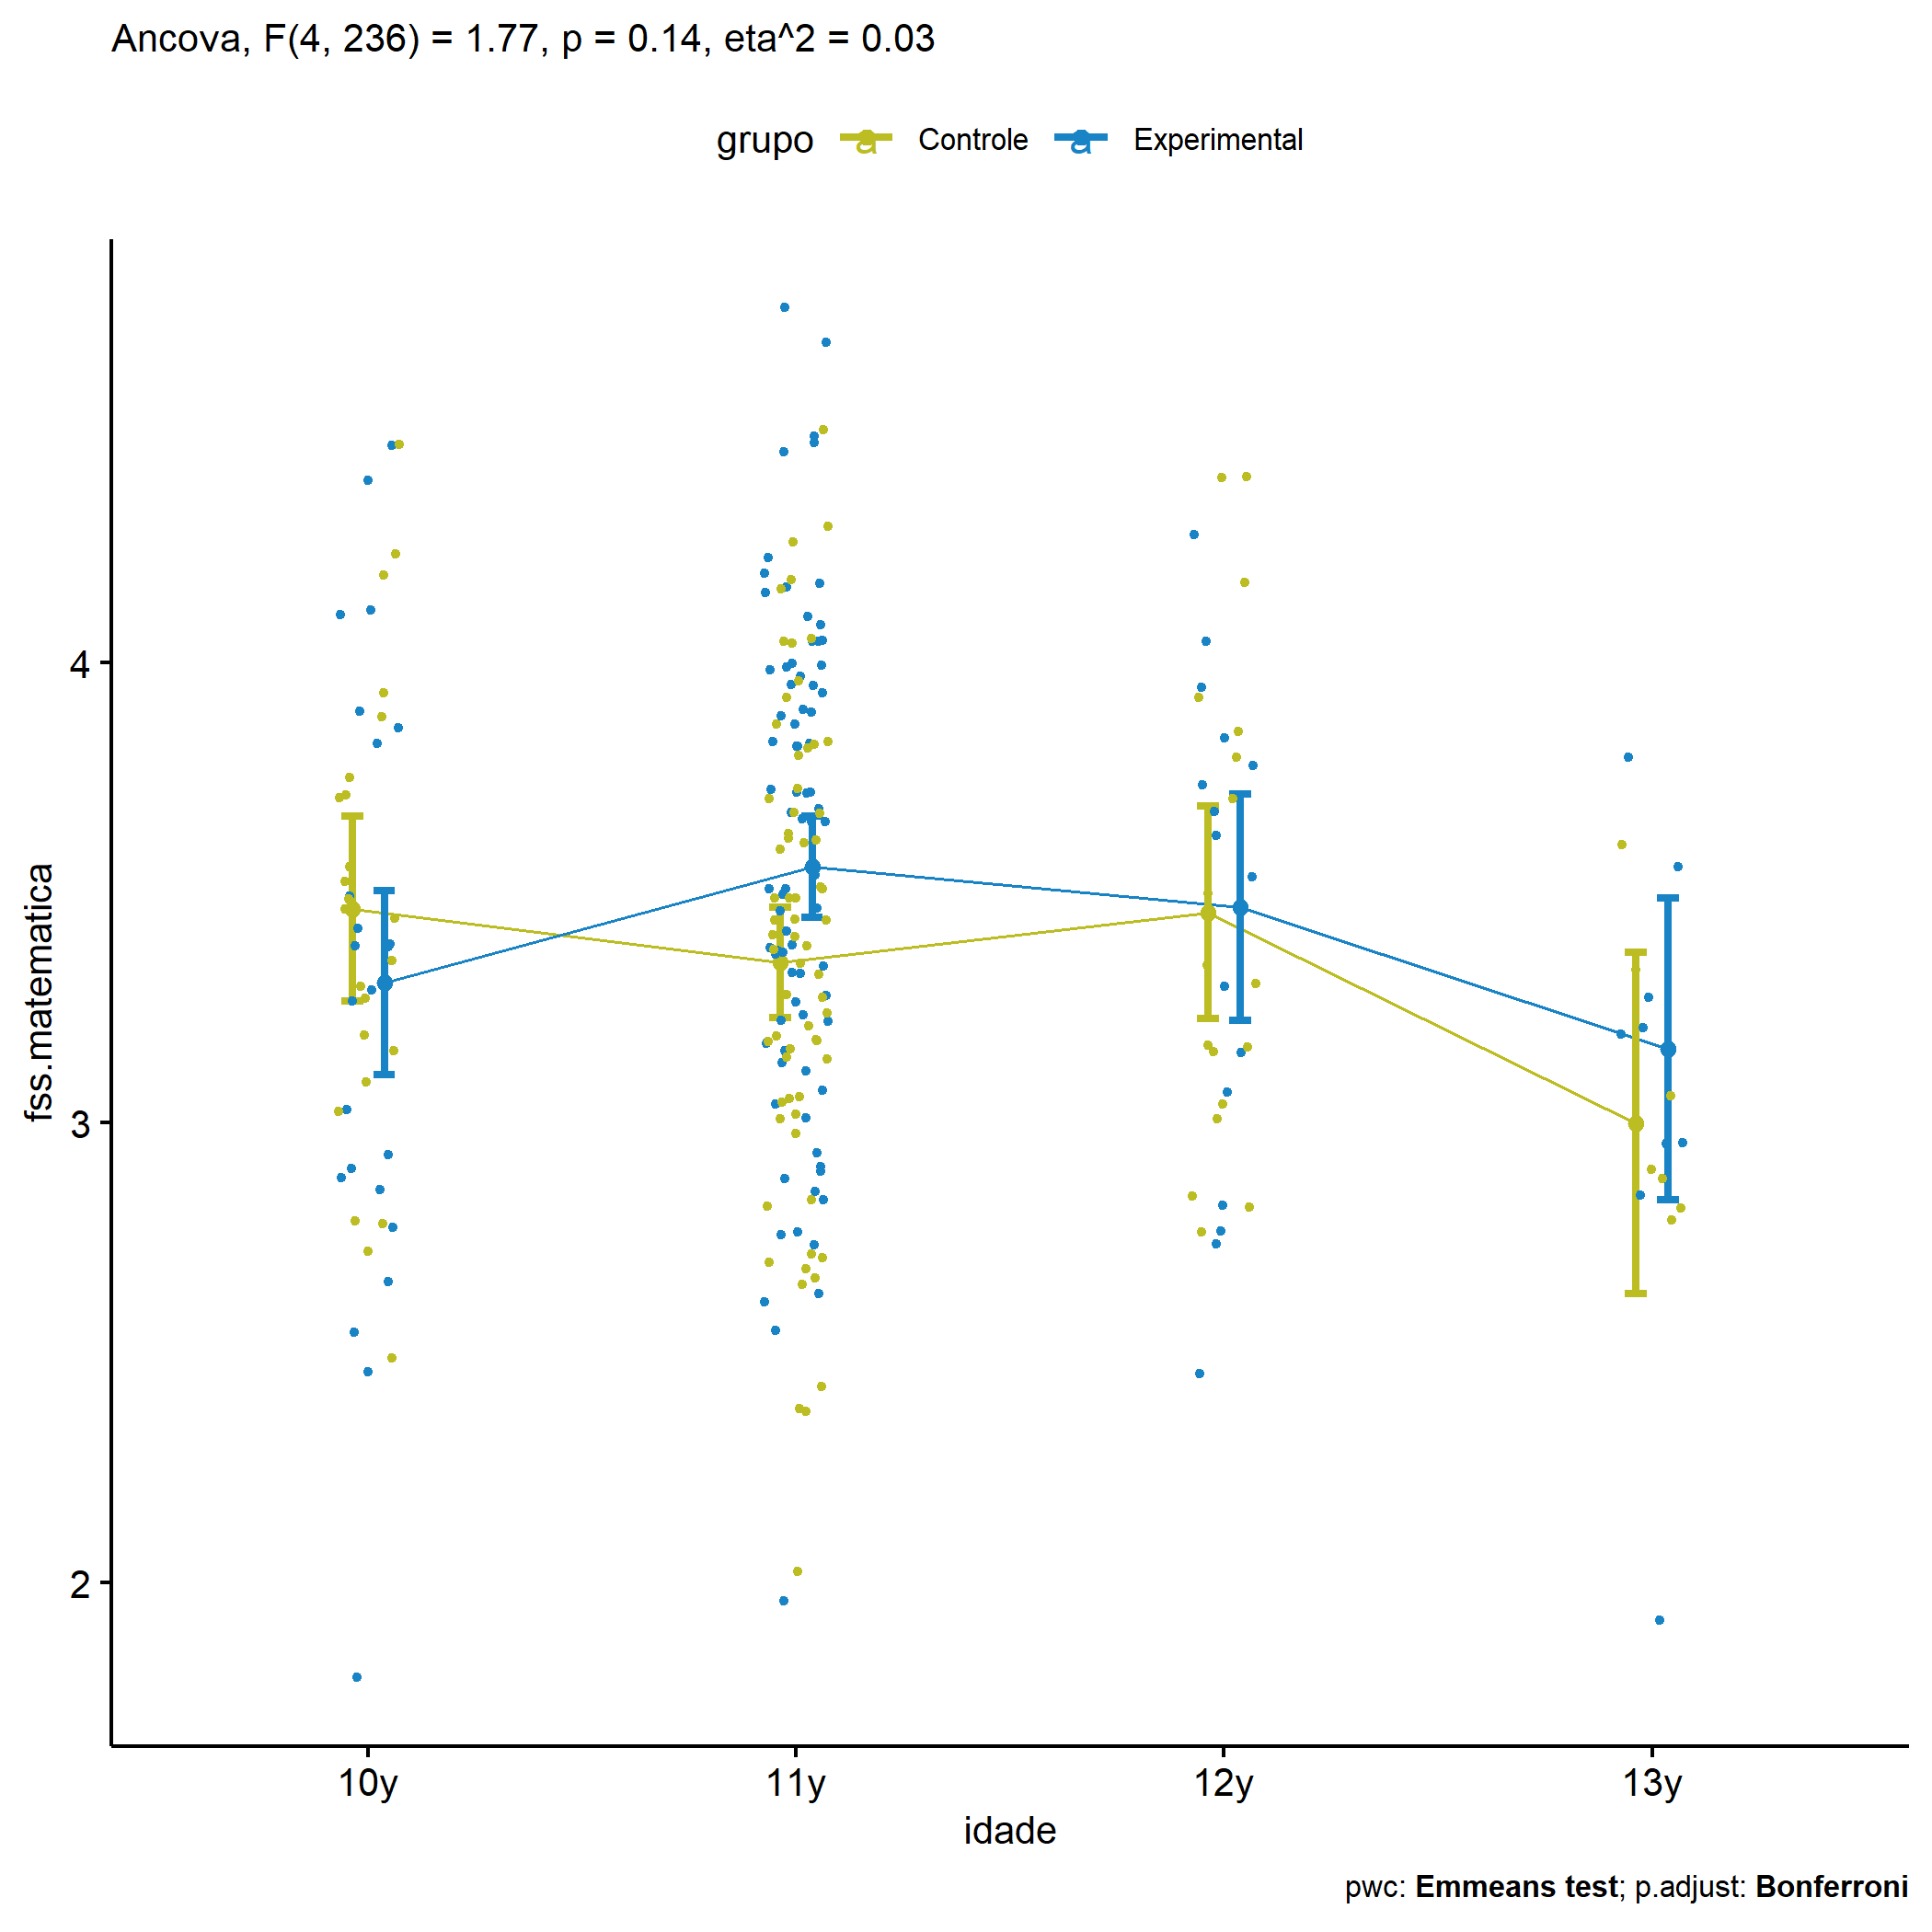 Ancova, F(4, 236) = 1.77, p = 0.14, eta^2 = 0.03
grupo a Controle a Experimental
fss.matematica
4
3
2
10y 11y 12y 13y
idade
pwc: Emmeans test; p.adjust: Bonferroni